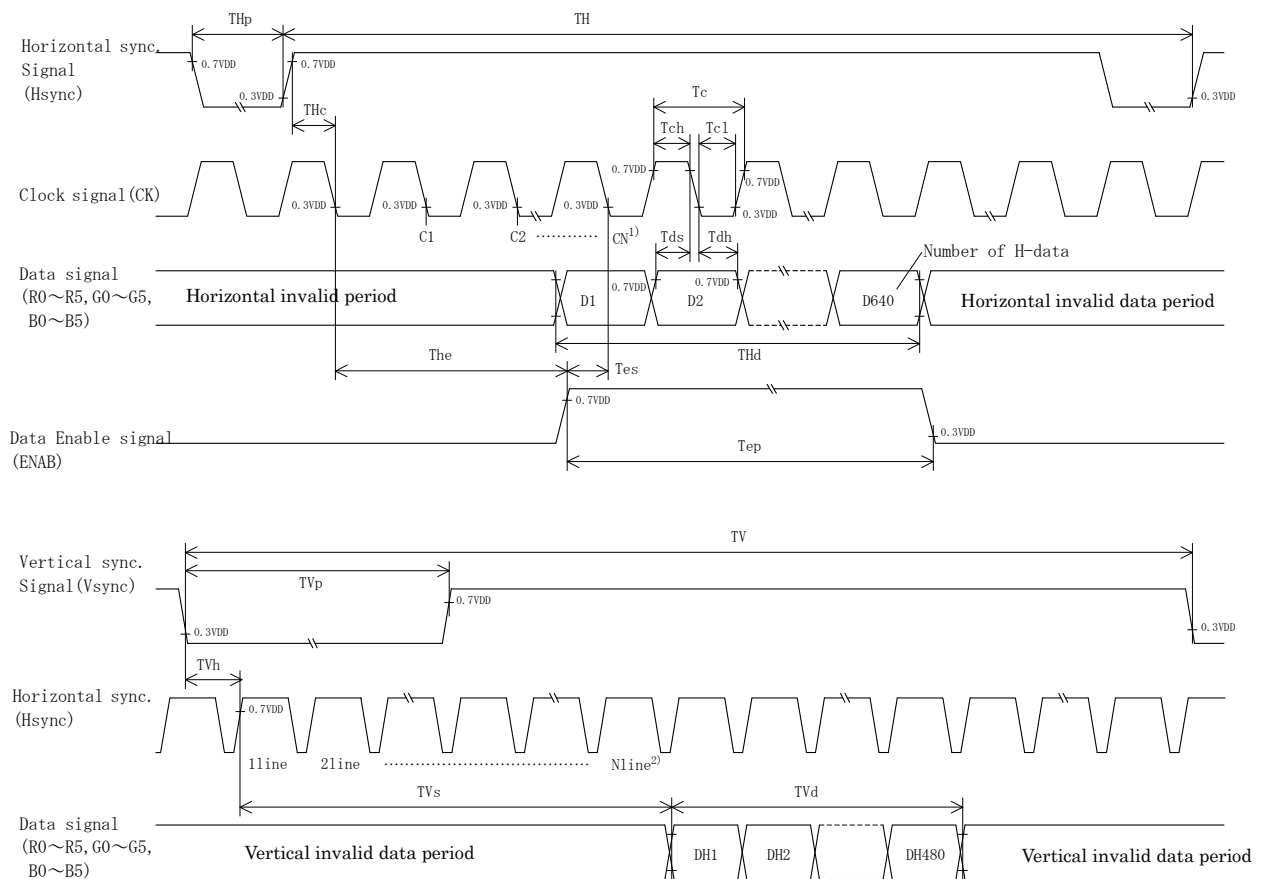 THp
TH
Horizontal sync.
Signal
(Hsync)
0.7VDD
0.7VDD
0.3VDD
0.3VDD
THc
Tc
Tch
Tcl
Clock signal(CK)
0.7VDD
0.7VDD
0.3VDD
0.3VDD
0.3VDD
0.3VDD
0.3VDD
C1
C2
CN1)
Tds
Tdh
Number of H-data
Data signal
(R0～R5,G0～G5,
B0～B5)
Horizontal invalid period
0.7VDD
0.7VDD
D1
D2
D640
Horizontal invalid data period
THd
The
Tes
0.7VDD
Data Enable signal
(ENAB)
0.3VDD
Tep
TV
Vertical sync.
Signal(Vsync)
TVp
0.7VDD
0.3VDD
0.3VDD
TVh
Horizontal sync.
(Hsync)
0.7VDD
1line 2line ...................................... Nline2)
TVs
TVd
Data signal
(R0～R5,G0～G5,
B0～B5)
Vertical invalid data period
DH1
DH2
DH480
Vertical invalid data period